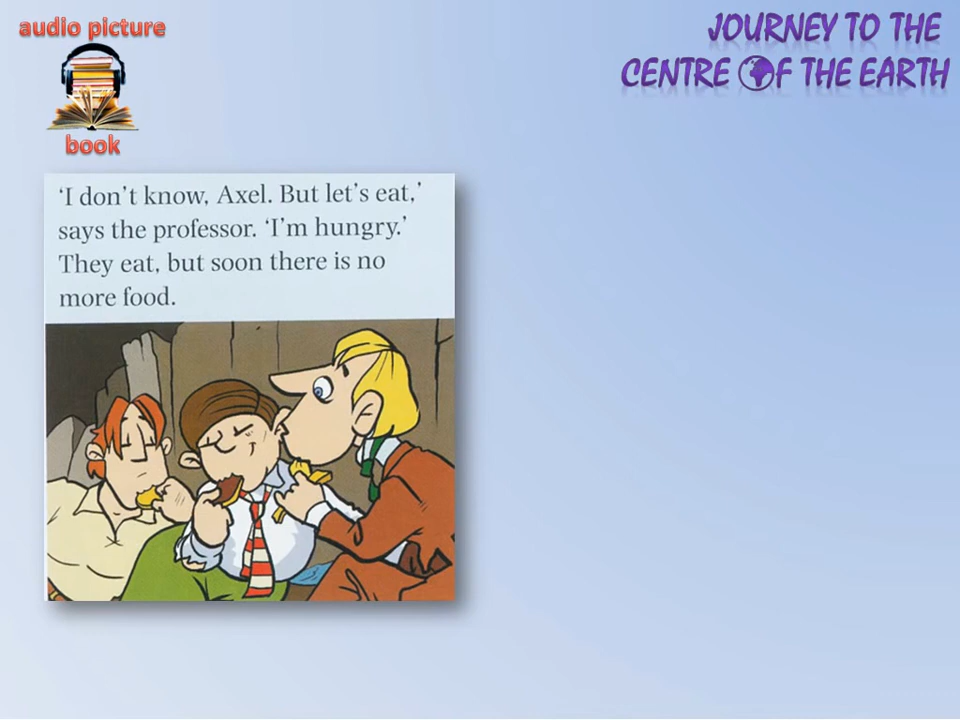 audio picture
book
JOURNEY TO THE
CENTRE OF THE EARTH
‘I don’t know, Axel. But let’s eat,’
says the professor. ‘I’m hungry.’
They eat, but soon there is no
more food.